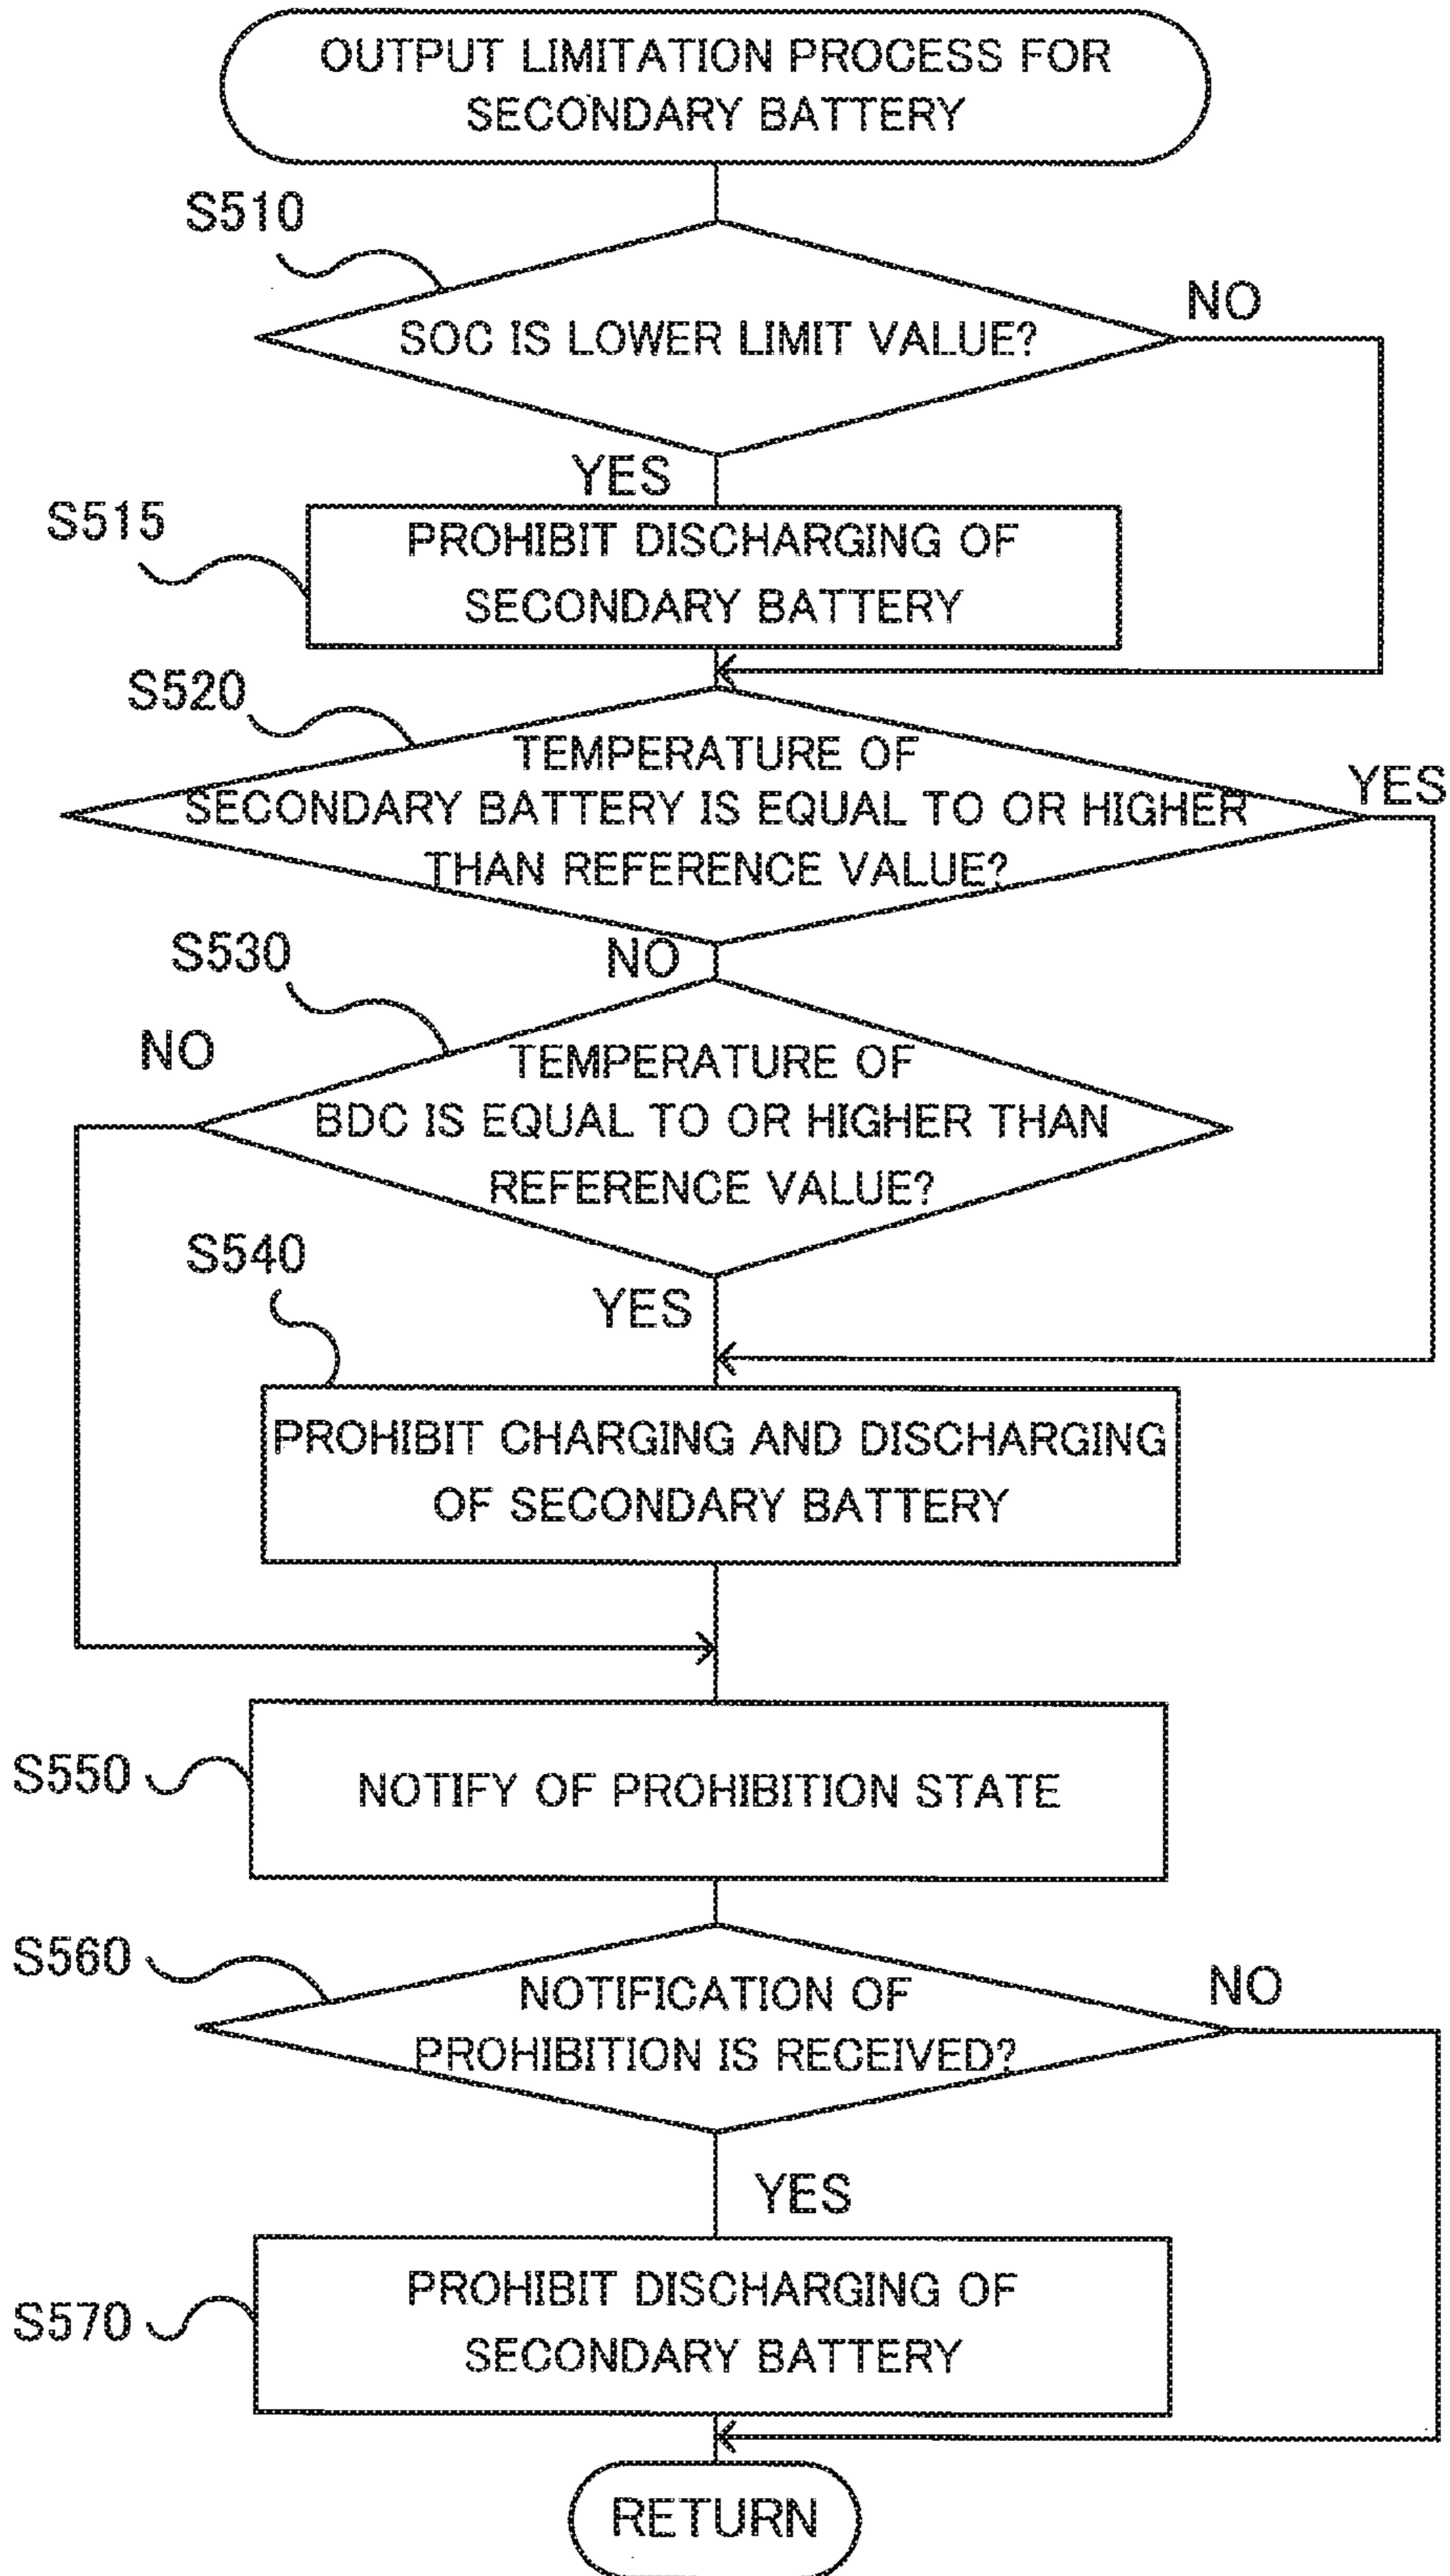 OUTPUT LIMITATION PROCESS FOR
SECONDARY BATTERY
S510
SOC IS LOWER LIMIT VALUE?
NO
YES
S515
PROHIBIT DISCHARGING OF
SECONDARY BATTERY
S520
TEMPERATURE OF
SECONDARY BATTERY IS EQUAL TO OR HIGHER
THAN REFERENCE VALUE?
YES
NO
S530
NO
TEMPERATURE OF
BDC IS EQUAL TO OR HIGHER THAN
REFERENCE VALUE?
S540
YES
PROHIBIT CHARGING AND DISCHARGING
OF SECONDARY BATTERY
S550
NOTIFY OF PROHIBITION STATE
S560
NOTIFICATION OF
PROHIBITION IS RECEIVED?
NO
YES
S570
PROHIBIT DISCHARGING OF
SECONDARY BATTERY
RETURN